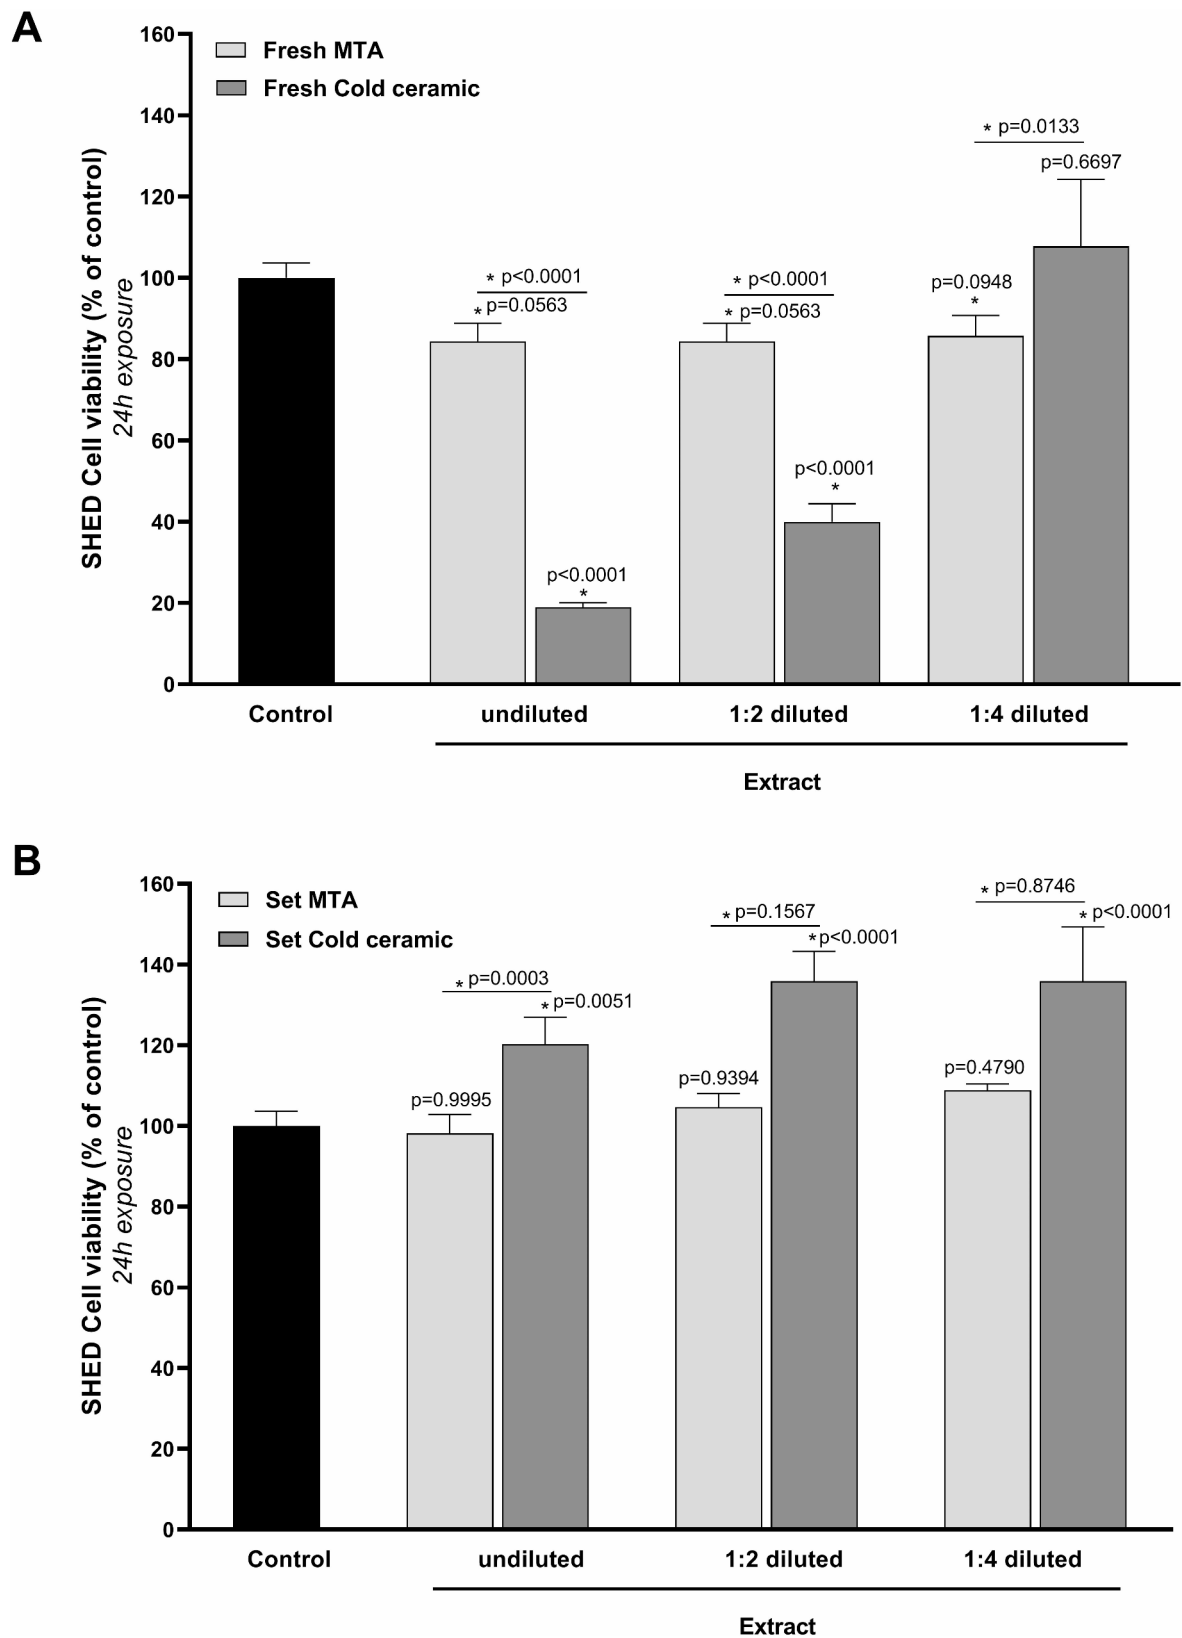 A
160
140
120
100
80
60
40
20
0
SHED Cell viability (% of control)
24h exposure
Fresh MTA
Fresh Cold ceramic
* p<0.0001
* p=0.0563
p<0.0001
*
* p<0.0001
* p=0.0563
p<0.0001
*
* p=0.0133
p=0.6697
p=0.0948
*
Control
undiluted
1:2 diluted
1:4 diluted
Extract
B
160
140
120
100
80
60
40
20
0
SHED Cell viability (% of control)
24h exposure
Set MTA
Set Cold ceramic
* p=0.0003
* p=0.0051
p=0.9995
* p=0.1567
*p<0.0001
p=0.9394
* p=0.8746
* p<0.0001
p=0.4790
Control
undiluted
1:2 diluted
1:4 diluted
Extract